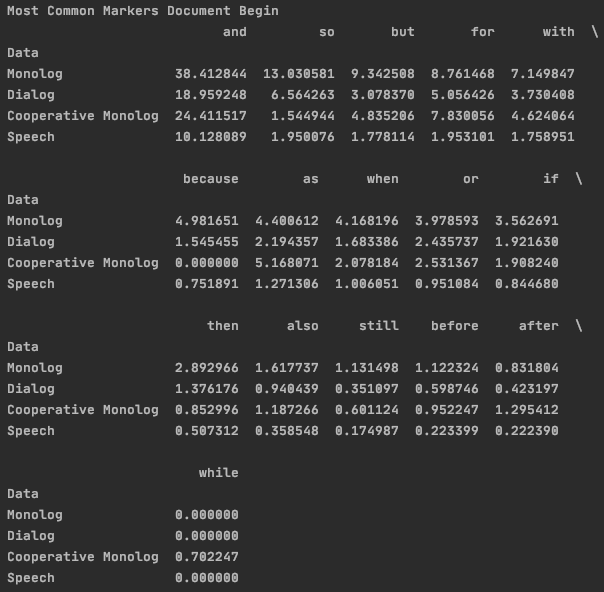 Most Common Markers Document Begin
and so but for with \
Data
Monolog 38.412844 13.030581 9.342508 8.761468 7.149847
Dialog 18.959248 6.564263 3.078370 5.056426 3.730408
Cooperative Monolog 24.411517 1.544944 4.835206 7.830056 4.624064
Speech 10.128089 1.950076 1.778114 1.953101 1.758951
because as when or if \
Data
Monolog 4.981651 4.400612 4.168196 3.978593 3.562691
Dialog 1.545455 2.194357 1.683386 2.435737 1.921630
Cooperative Monolog 0.000000 5.168071 2.078184 2.531367 1.908240
Speech 0.751891 1.271306 1.006051 0.951084 0.844680
then also still before after \
Data
Monolog 2.892966 1.617737 1.131498 1.122324 0.831804
Dialog 1.376176 0.940439 0.351097 0.598746 0.423197
Cooperative Monolog 0.852996 1.187266 0.601124 0.952247 1.295412
Speech 0.507312 0.358548 0.174987 0.223399 0.222390
while
Data
Monolog 0.000000
Dialog 0.000000
Cooperative Monolog 0.702247
Speech 0.000000